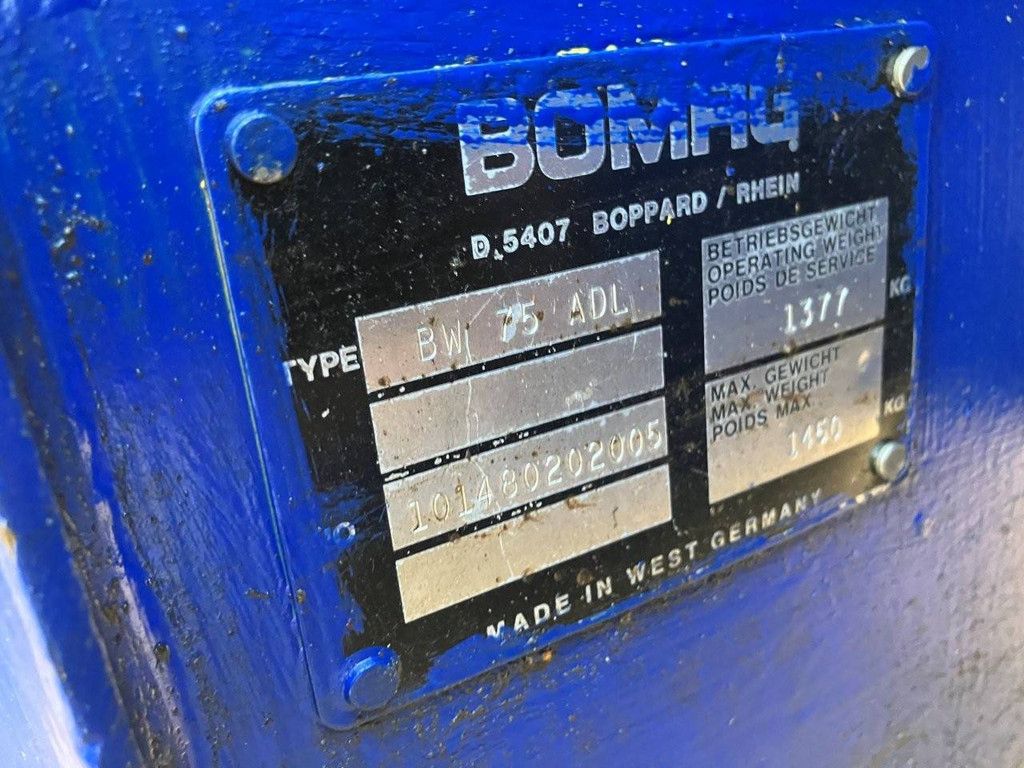 BOMAG
D.5407 BOPPARD / RHEIN
TYPE BW 75 ADL
NO 101480202005
BETRIEBSGEWICHT
OPERATING WEIGHT
POIDS DE SERVICE
1377 KG
MAX. GEWICHT
MAX. WEIGHT
POIDS MAX.
1450 KG
MADE IN WEST GERMANY